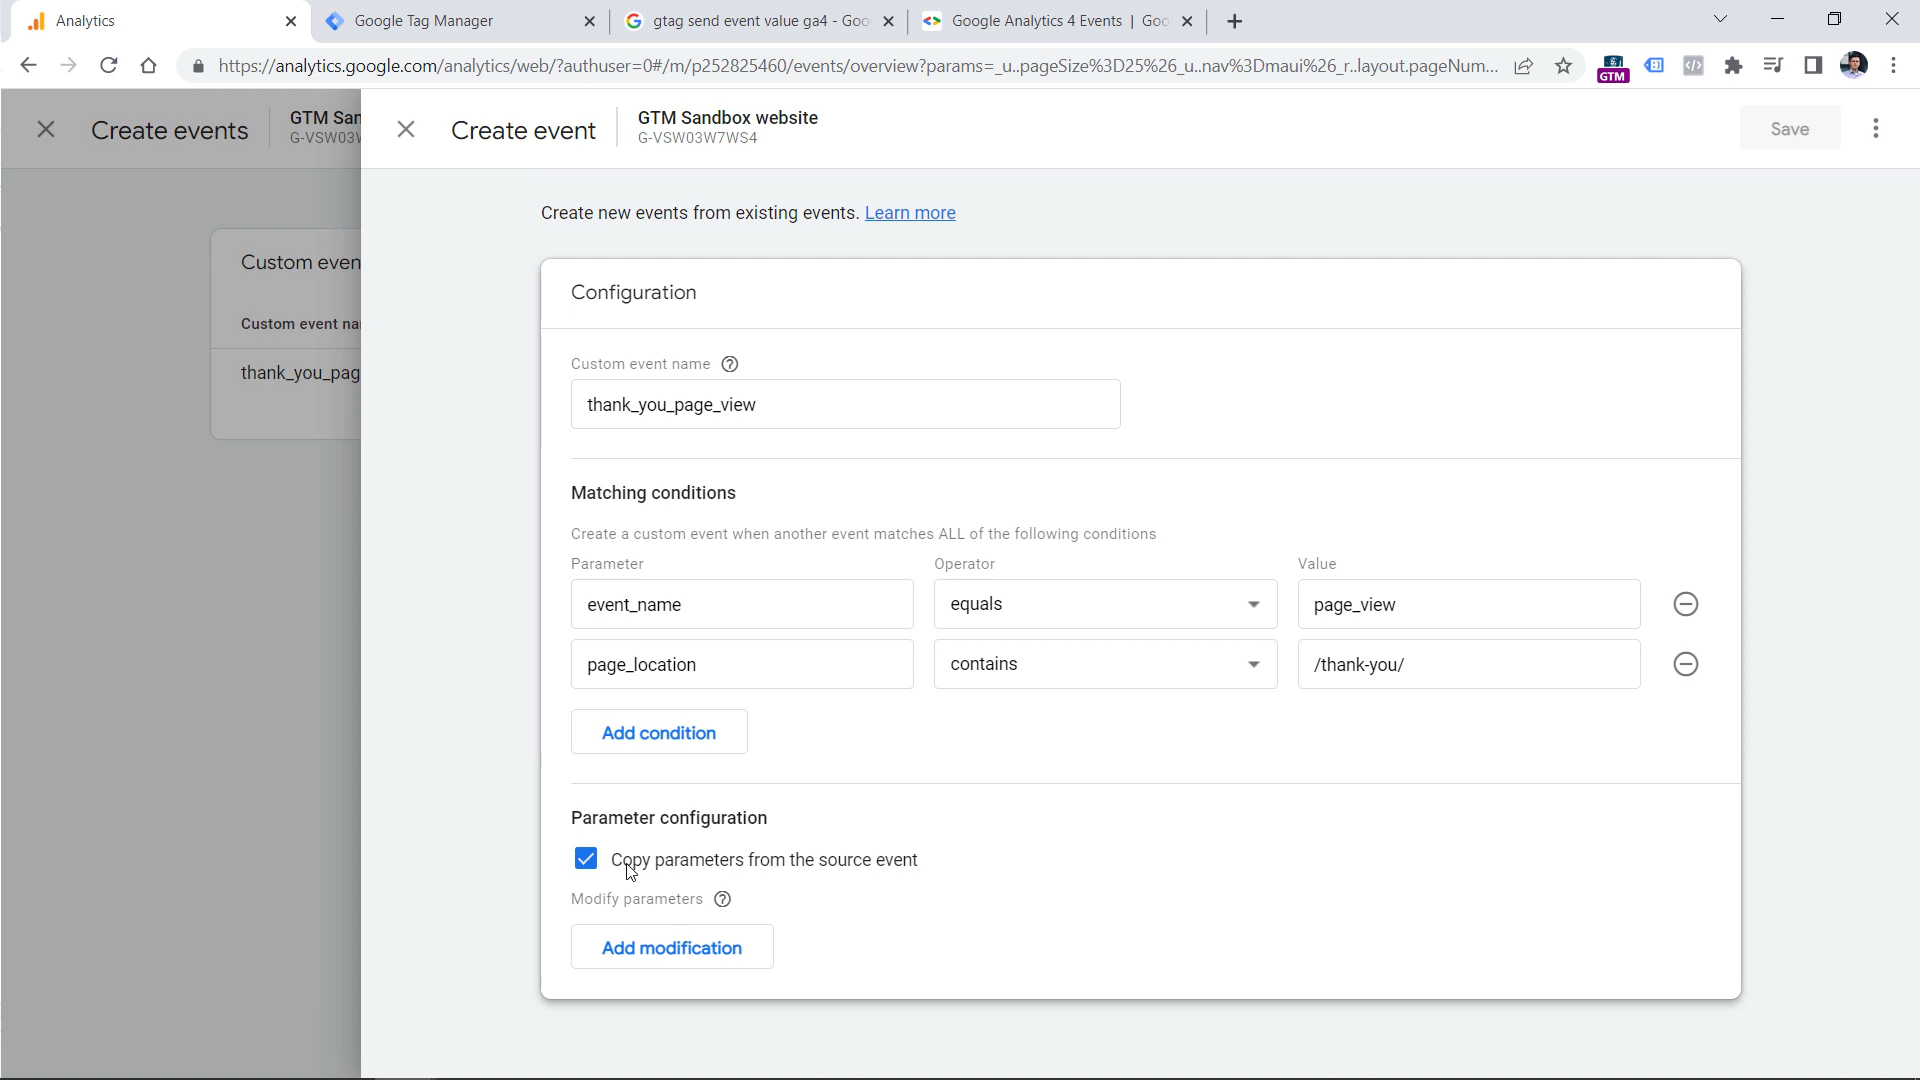 Analytics
Google Tag Manager
gtag send event value ga4 - Goo
Google Analytics 4 Events | Goo
https://analytics.google.com/analytics/web/?authuser=0#/m/p252825460/events/overview?params=_u..pageSize%3D25%26_u..nav%3Dmaui%26_r..layout.pageNum...
GTM
Create events
GTM San
G-VSW03V
Create event
GTM Sandbox website
G-VSW03W7WS4
Save
Create new events from existing events. Learn more
Custom even
Custom event na
thank_you_pag
Configuration
Custom event name
thank_you_page_view
Matching conditions
Create a custom event when another event matches ALL of the following conditions
Parameter Operator Value
event_name equals page_view
page_location contains /thank-you/
Add condition
Parameter configuration
Copy parameters from the source event
Modify parameters
Add modification